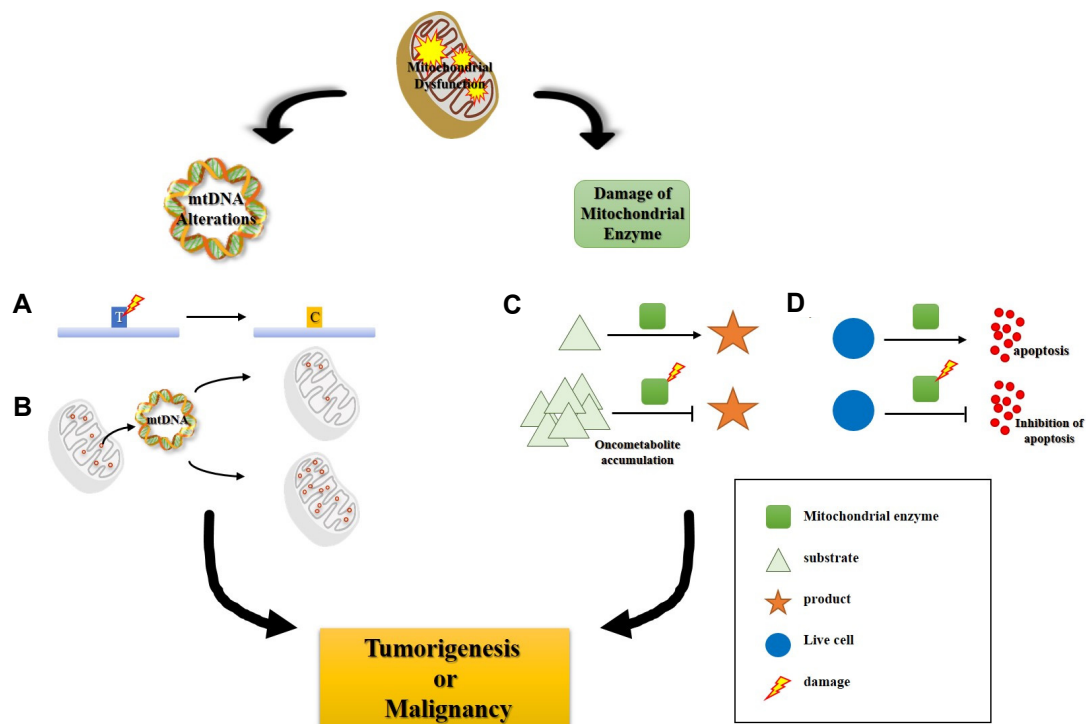 Mitochondrial
Dysfunction
mtDNA
Alterations
Damage of
Mitochondrial
Enzyme
A
T
C
B
mtDNA
C
Oncometabolite
accumulation
D
apoptosis
Inhibition of
apoptosis
Mitochondrial enzyme
substrate
product
Live cell
damage
Tumorigenesis
or
Malignancy